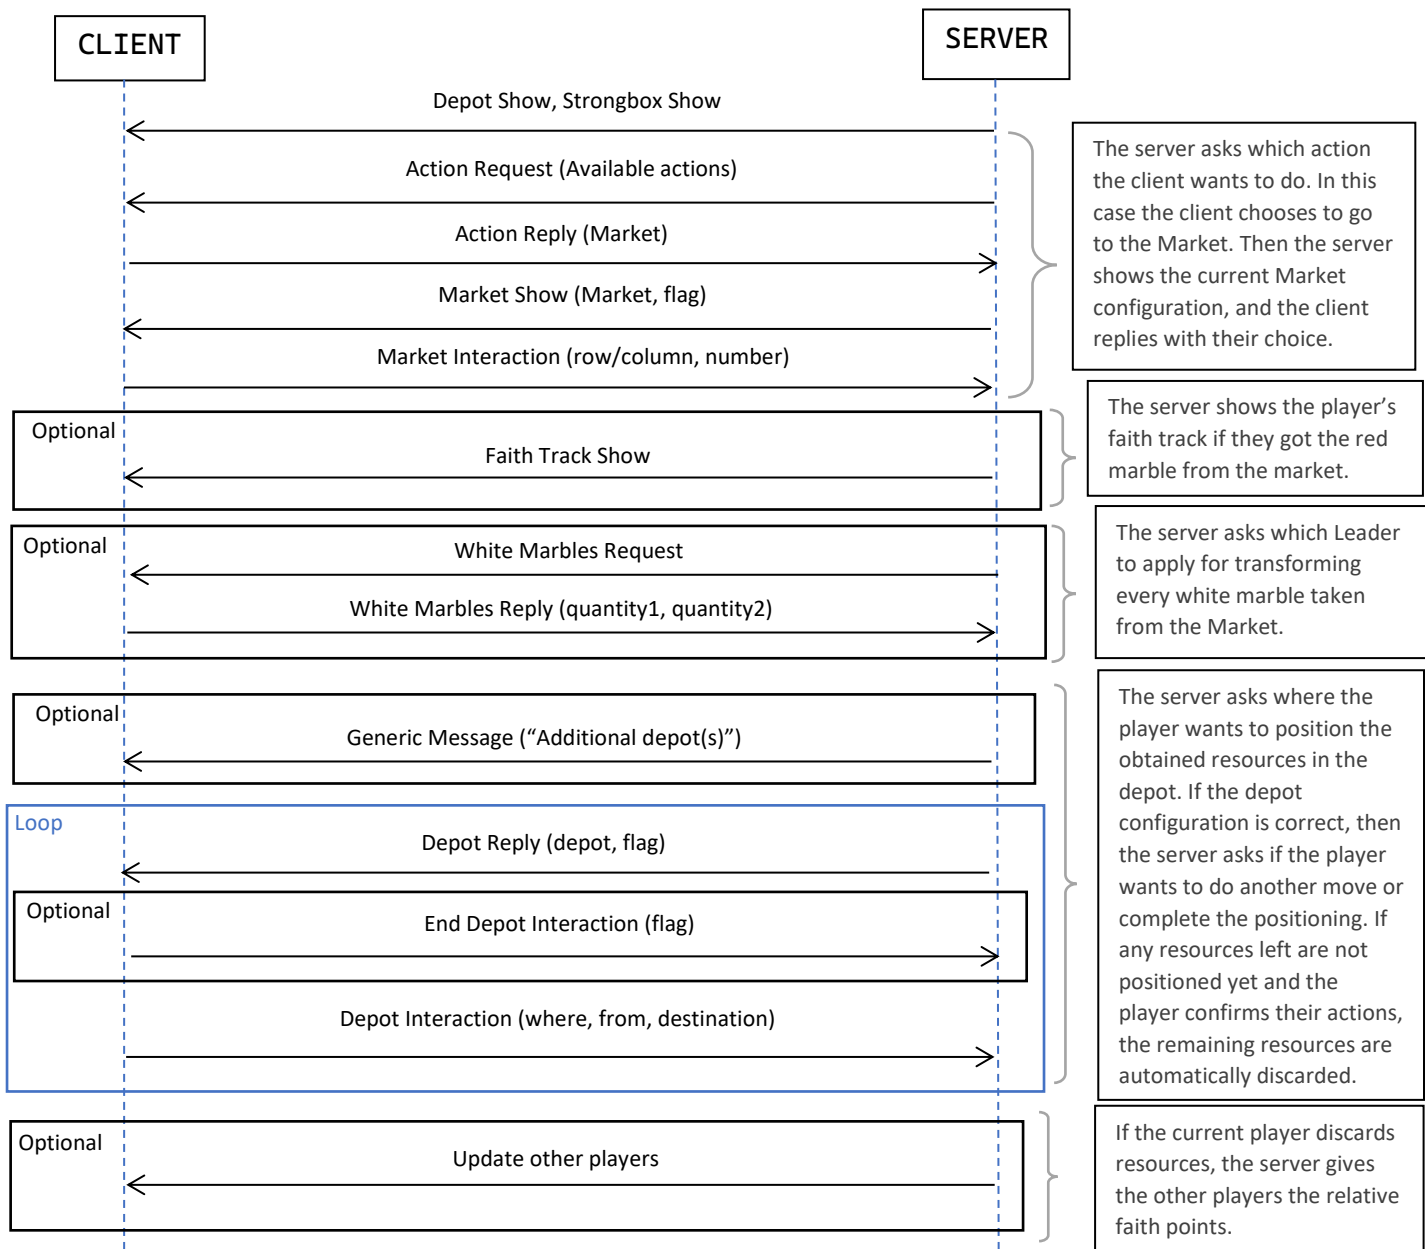 CLIENT
SERVER
Depot Show, Strongbox Show
Action Request (Available actions)
Action Reply (Market)
Market Show (Market, flag)
Market Interaction (row/column, number)
The server asks which action
the client wants to do. In this
case the client chooses to go
to the Market. Then the server
shows the current Market
configuration, and the client
replies with their choice.
Optional
Faith Track Show
The server shows the player’s
faith track if they got the red
marble from the market.
Optional
White Marbles Request
White Marbles Reply (quantity1, quantity2)
The server asks which Leader
to apply for transforming
every white marble taken
from the Market.
Optional
Generic Message (“Additional depot(s)”)
Loop
Depot Reply (depot, flag)
Optional
End Depot Interaction (flag)
Depot Interaction (where, from, destination)
The server asks where the
player wants to position the
obtained resources in the
depot. If the depot
configuration is correct, then
the server asks if the player
wants to do another move or
complete the positioning. If
any resources left are not
positioned yet and the
player confirms their actions,
the remaining resources are
automatically discarded.
Optional
Update other players
If the current player discards
resources, the server gives
the other players the relative
faith points.